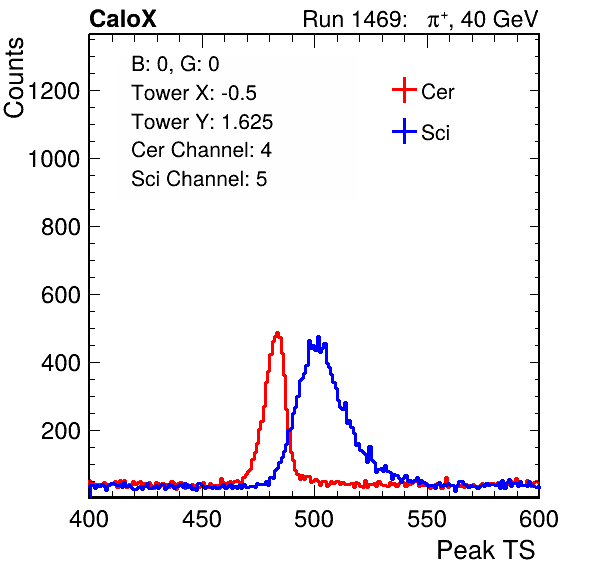 CaloX Run 1469: π⁺, 40 GeV
B: 0, G: 0
Tower X: -0.5
Tower Y: 1.625
Cer Channel: 4
Sci Channel: 5
Cer
Sci
Counts
1200
1000
800
600
400
200
400 450 500 550 600
Peak TS